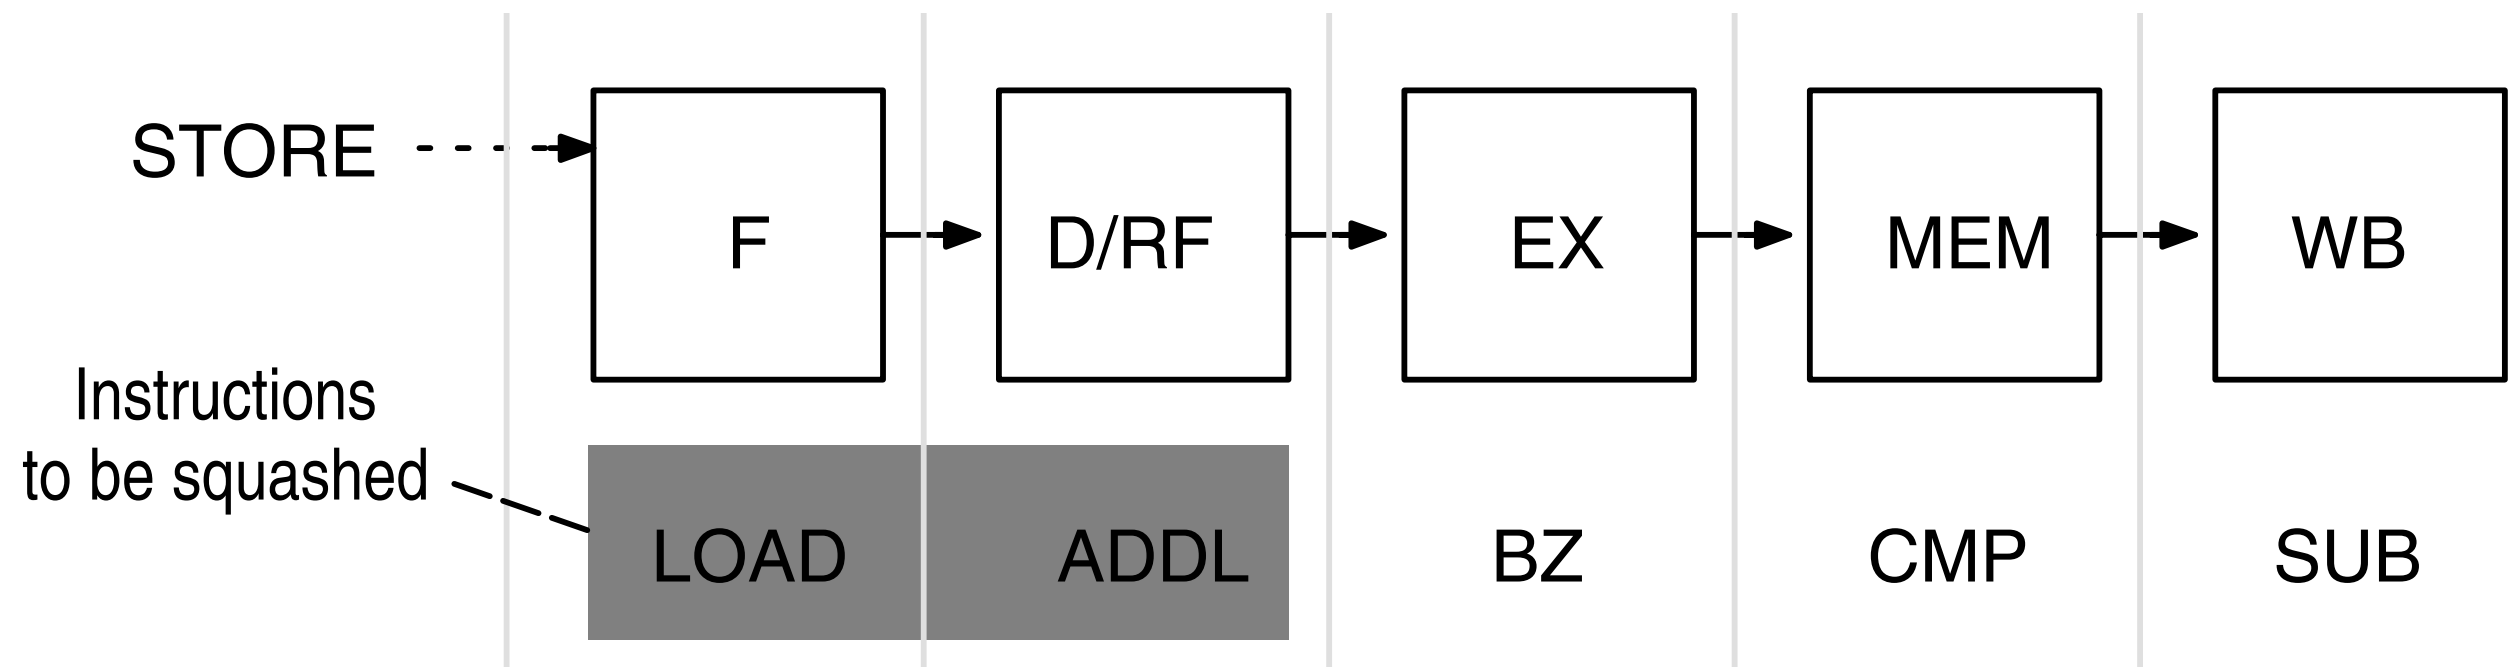 STORE
F
D/RF
EX
MEM
WB
Instructions
to be squashed
LOAD
ADDL
BZ
CMP
SUB